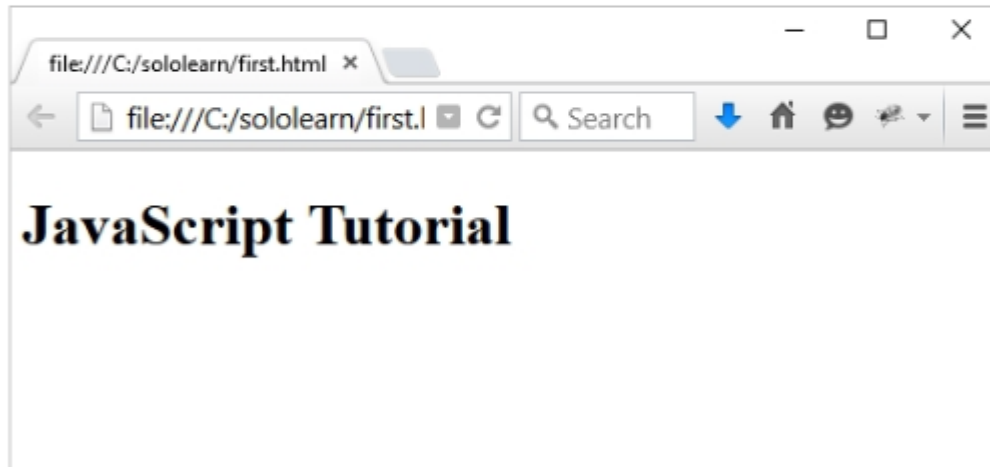 file:///C:/sololearn/first.html
file:///C:/sololearn/first.l
Search
JavaScript Tutorial